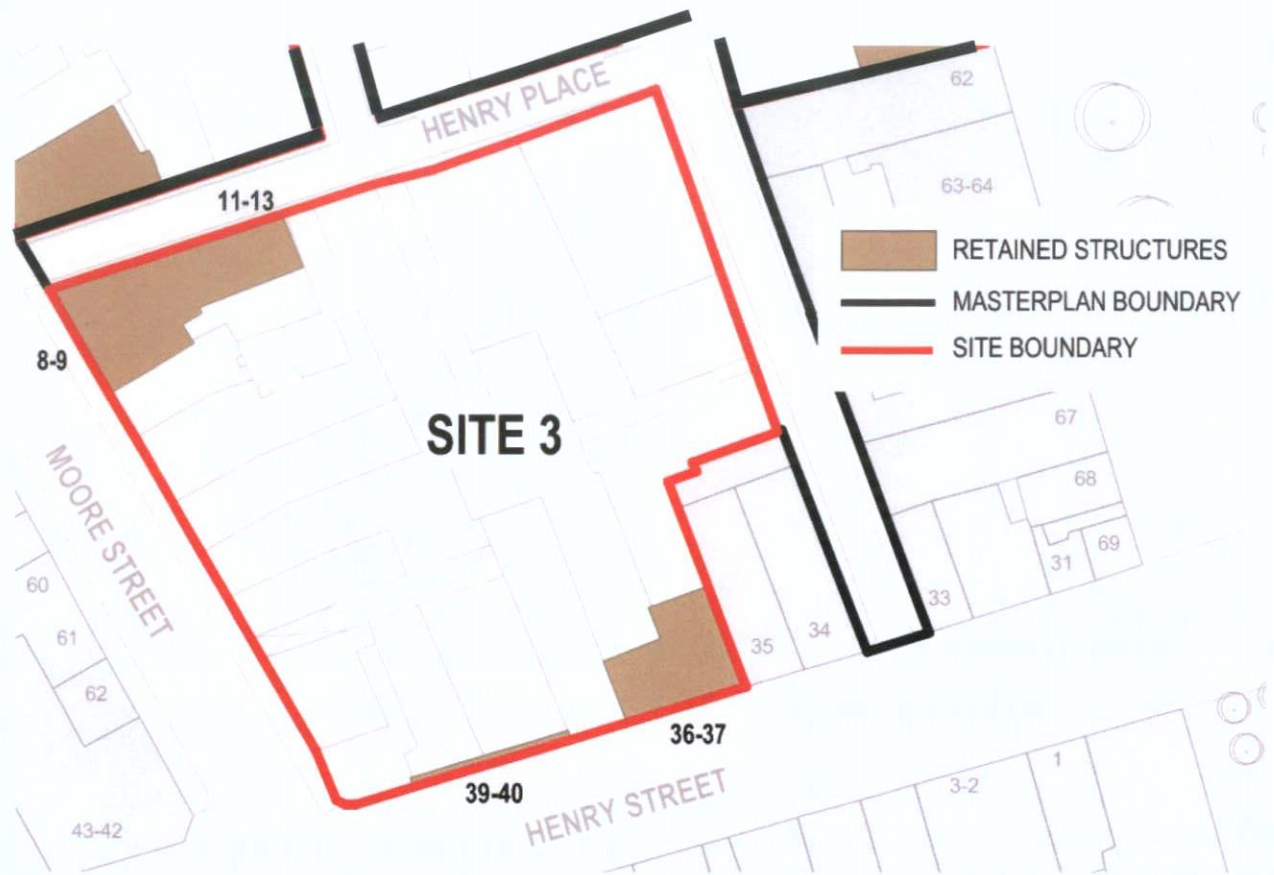 HENRY PLACE
62
11-13
63-64
RETAINED STRUCTURES
MASTERPLAN BOUNDARY
SITE BOUNDARY
8-9
SITE 3
67
MOORE STREET
68
60
31
69
33
61
34
35
62
36-37
39-40
3-2
1
HENRY STREET
43-42